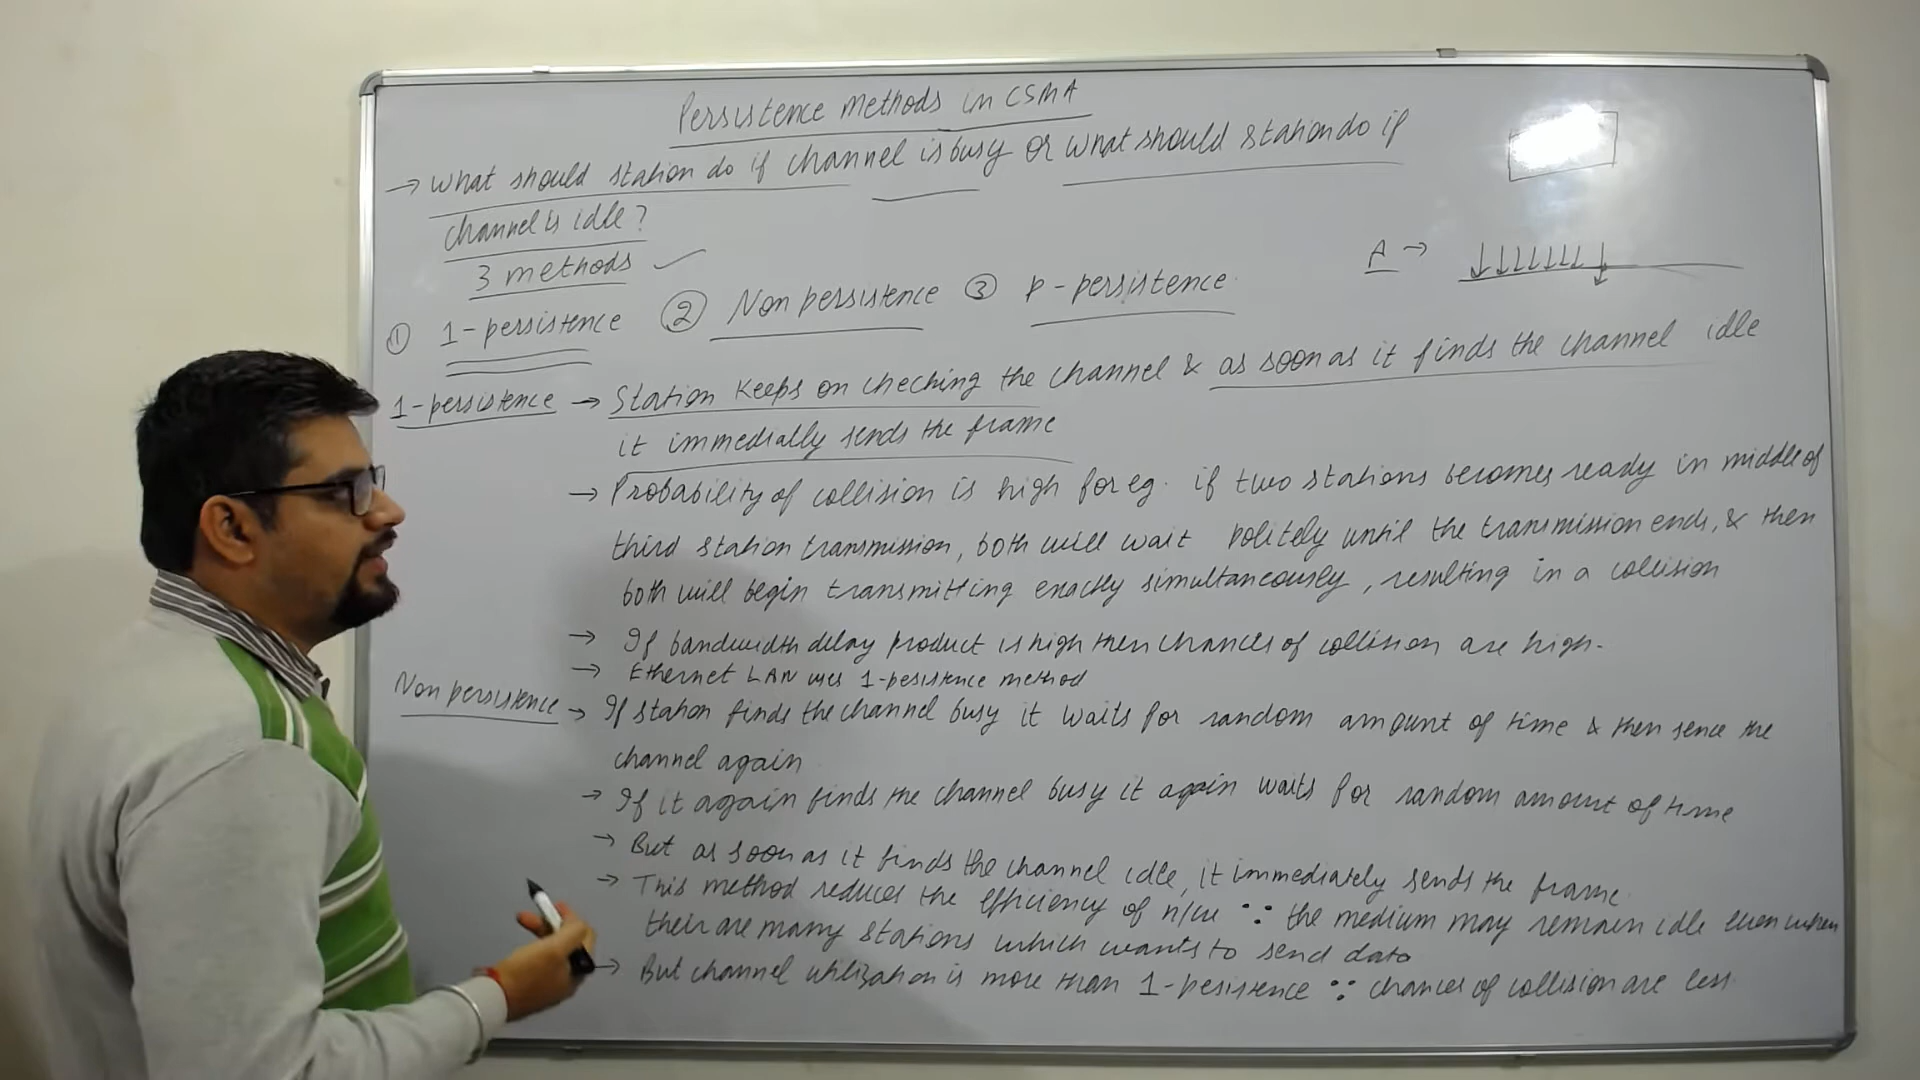 Persistence Methods in CSMA
→ What should station do if channel is busy or what should station do if
channel is idle?
3 methods
A →
① 1-persistence ② Non persistence ③ p-persistence
1-persistence → Station keeps on checking the channel & as soon as it finds the channel idle
it immedially sends the frame
→ Probability of collision is high for eg. if two stations becomes ready in middle of
third station transmission, both will wait politely until the transmission ends, & then
both will begin transmitting exactly simultaneously, resulting in a collision
→ If bandwidth delay product is high then chances of collision are high.
→ Ethernet LAN uses 1-pesistence method
Non persistence → If station finds the channel busy it waits for random amount of time & then sence the
channel again
→ If it again finds the channel busy it again waits for random amount of time
→ But as soon as it finds the channel idle, it immediately sends the frame.
→ This method reduces the efficiency of n/w ∵ the medium may remain idle even when
their are many stations which wants to send data
→ But channel utilization is more than 1-pesistence ∵ chances of collision are less.